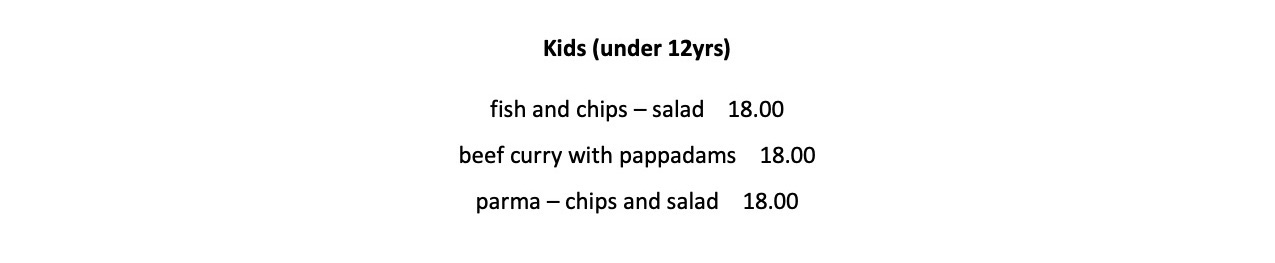 Kids (under 12yrs)
fish and chips – salad 18.00
beef curry with pappadams 18.00
parma – chips and salad 18.00